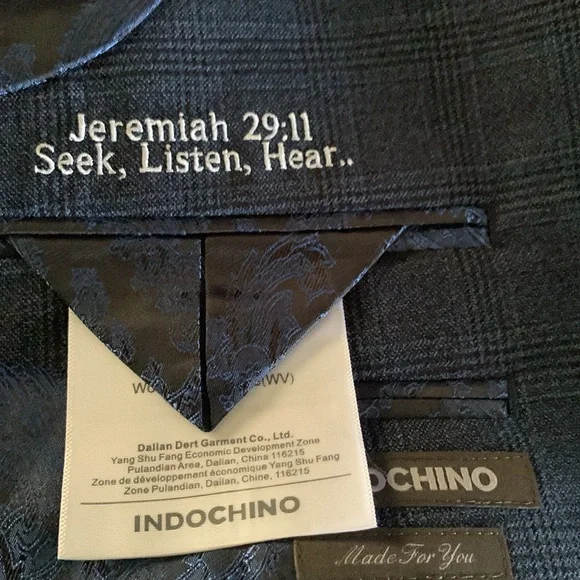 Jeremiah 29:11
Seek, Listen, Hear..
(WV)
Dalian Dert Garment Co., Ltd.
Yang Shu Fang Economic Development Zone
Pulandian Area, Dalian, China 116215
Zone de développement économique Yang Shu Fang
Zone Pulandian, Dalian, China 116215
INDOCHINO
OCHINO
Made For You